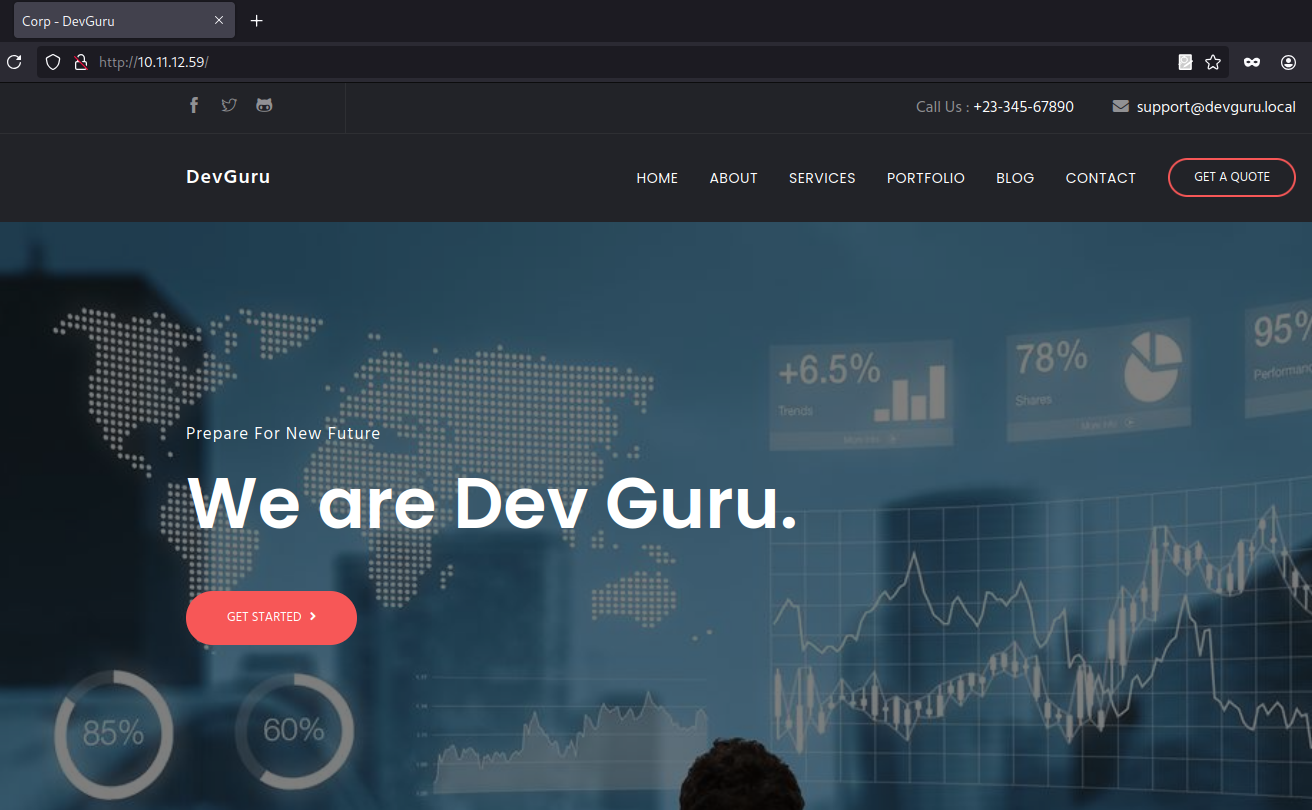 Corp - DevGuru
http://10.11.12.59/
Call Us : +23-345-67890 support@devguru.local
DevGuru HOME ABOUT SERVICES PORTFOLIO BLOG CONTACT GET A QUOTE
+6.5%
Trends
78%
Shares
95%
Prepare For New Future
We are Dev Guru.
GET STARTED
85%
60%